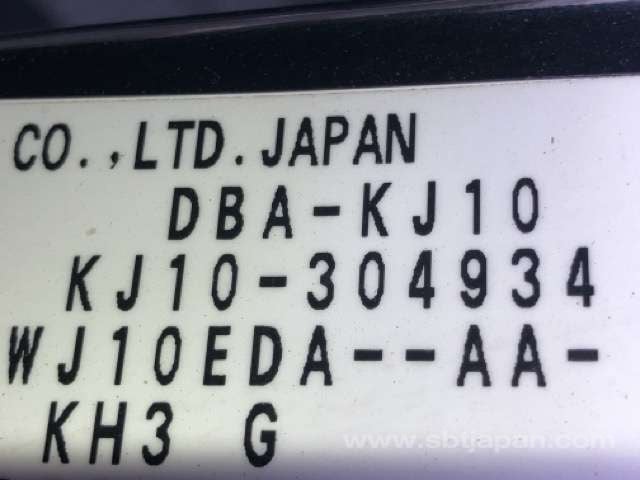 CO.,LTD.JAPAN
DBA-KJ10
KJ10-304934
WJ10EDA--AA-
KH3 G
www.sbtjapan.com